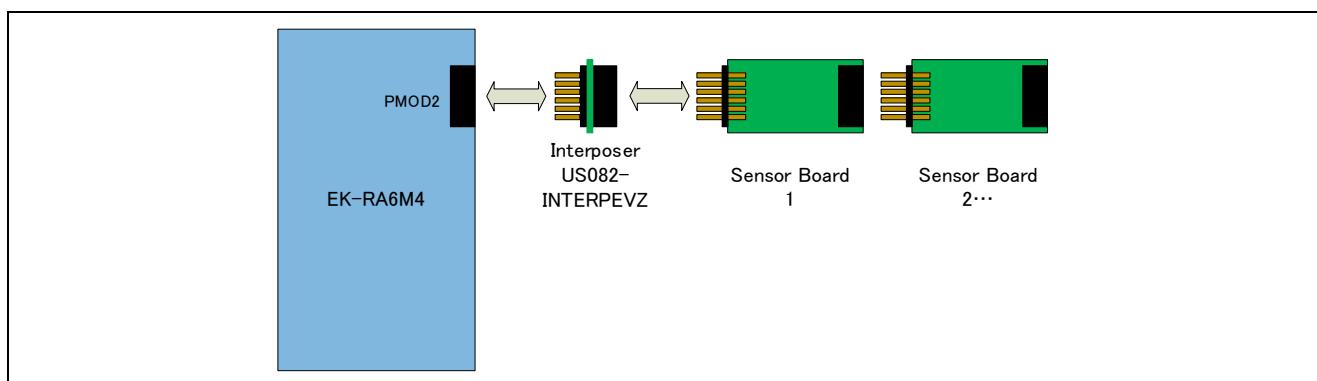 PMOD2
EK-RA6M4
Interposer
US082-
INTERPEVZ
Sensor Board
1
Sensor Board
2⋯